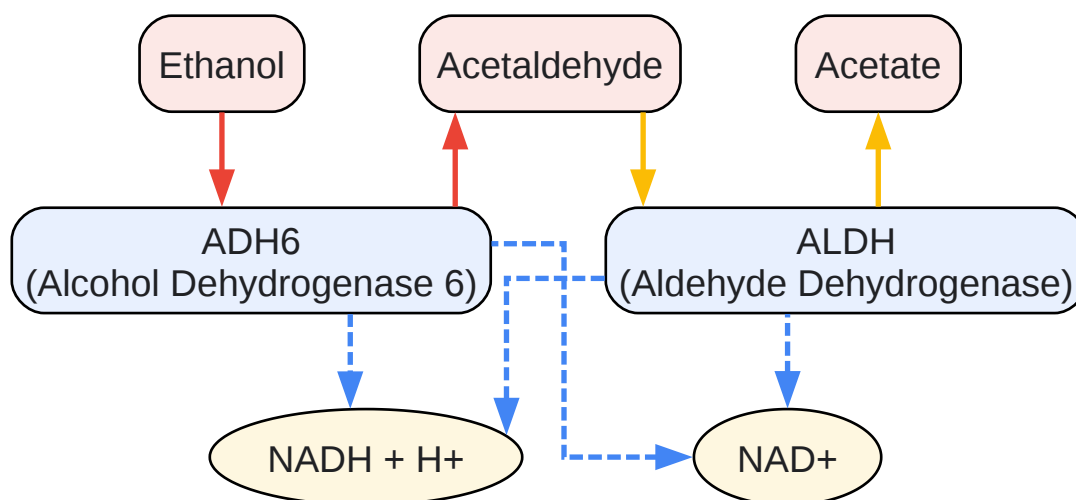 Ethanol
Acetaldehyde
Acetate
ADH6
(Alcohol Dehydrogenase 6)
ALDH
(Aldehyde Dehydrogenase)
NADH + H+
NAD+